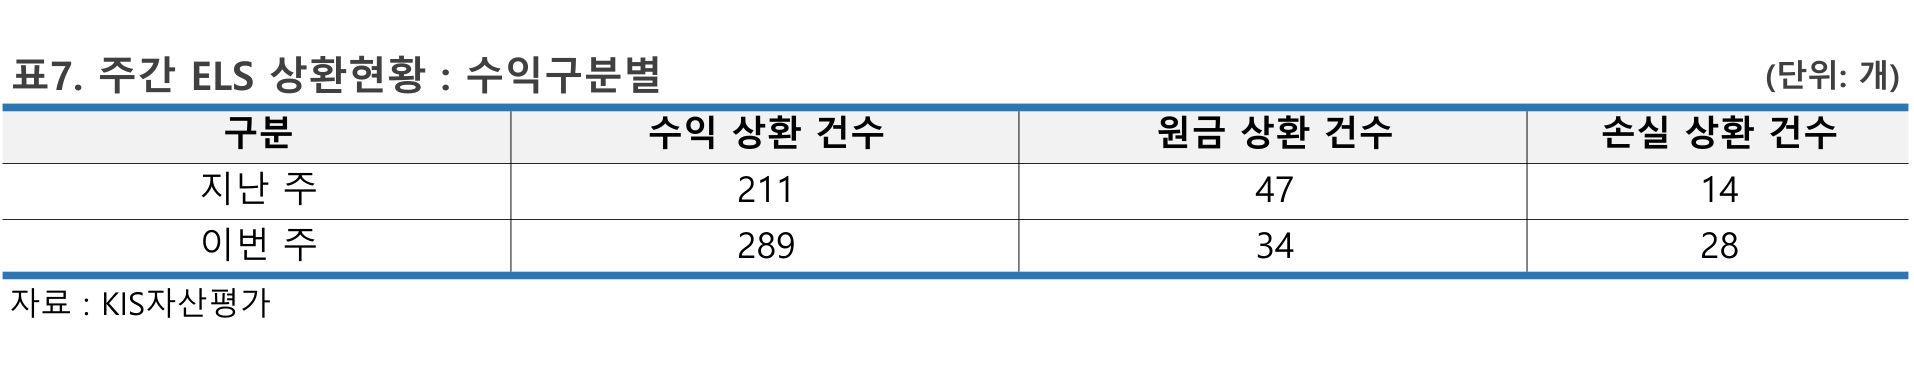 표7. 주간 ELS 상환현황 : 수익구분별 (단위: 개)
구분 수익 상환 건수 원금 상환 건수 손실 상환 건수
지난 주 211 47 14
이번 주 289 34 28
자료 : KIS자산평가